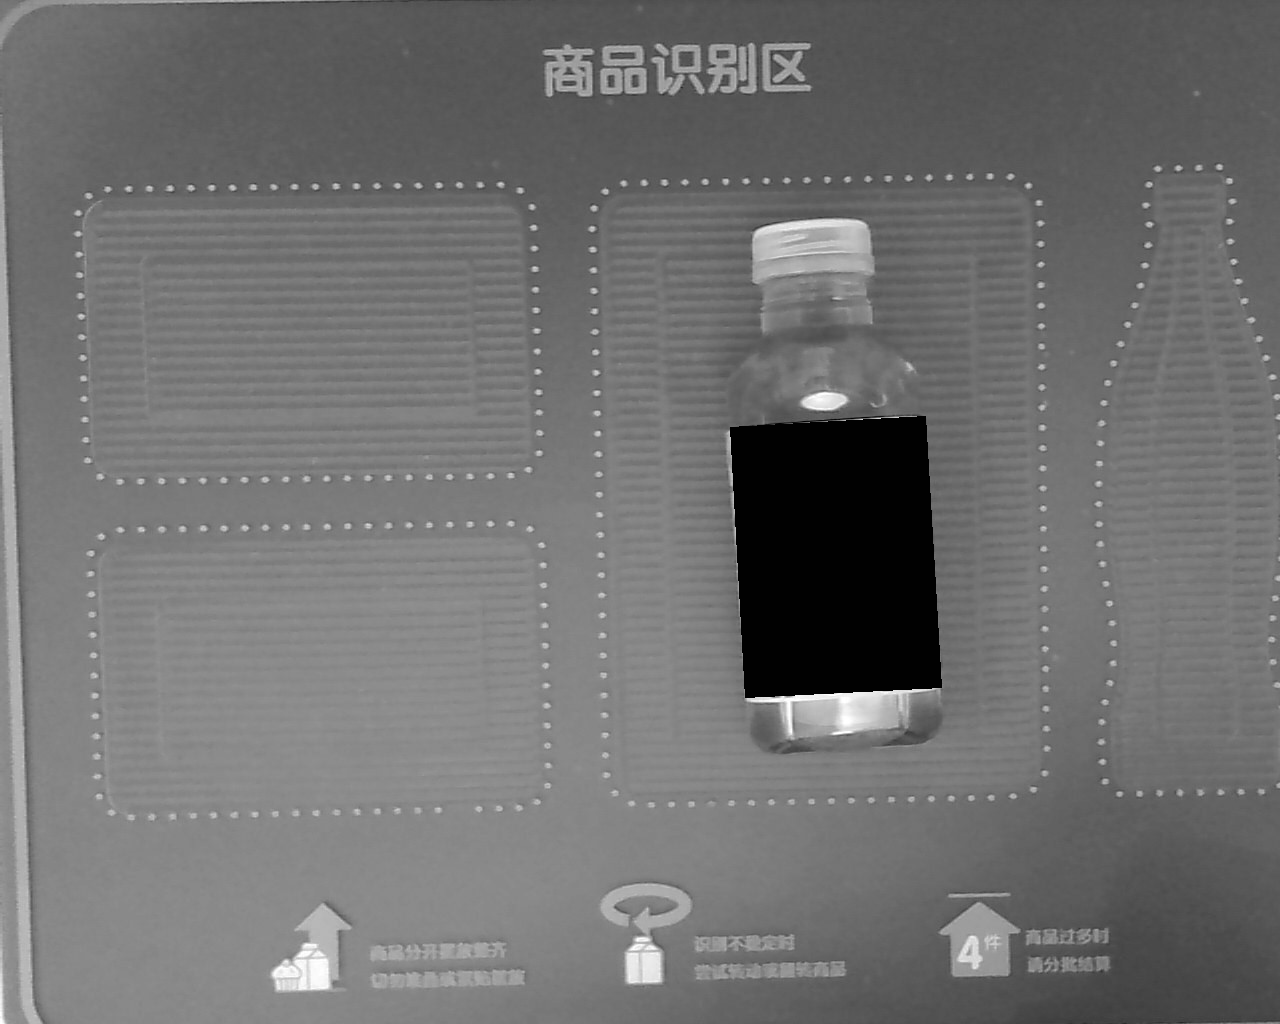 商品识别区
商品分开摆放整齐
切勿堆叠或紧贴摆放
识别不稳定时
尝试转动或翻转商品
4件
商品过多时
请分批结算